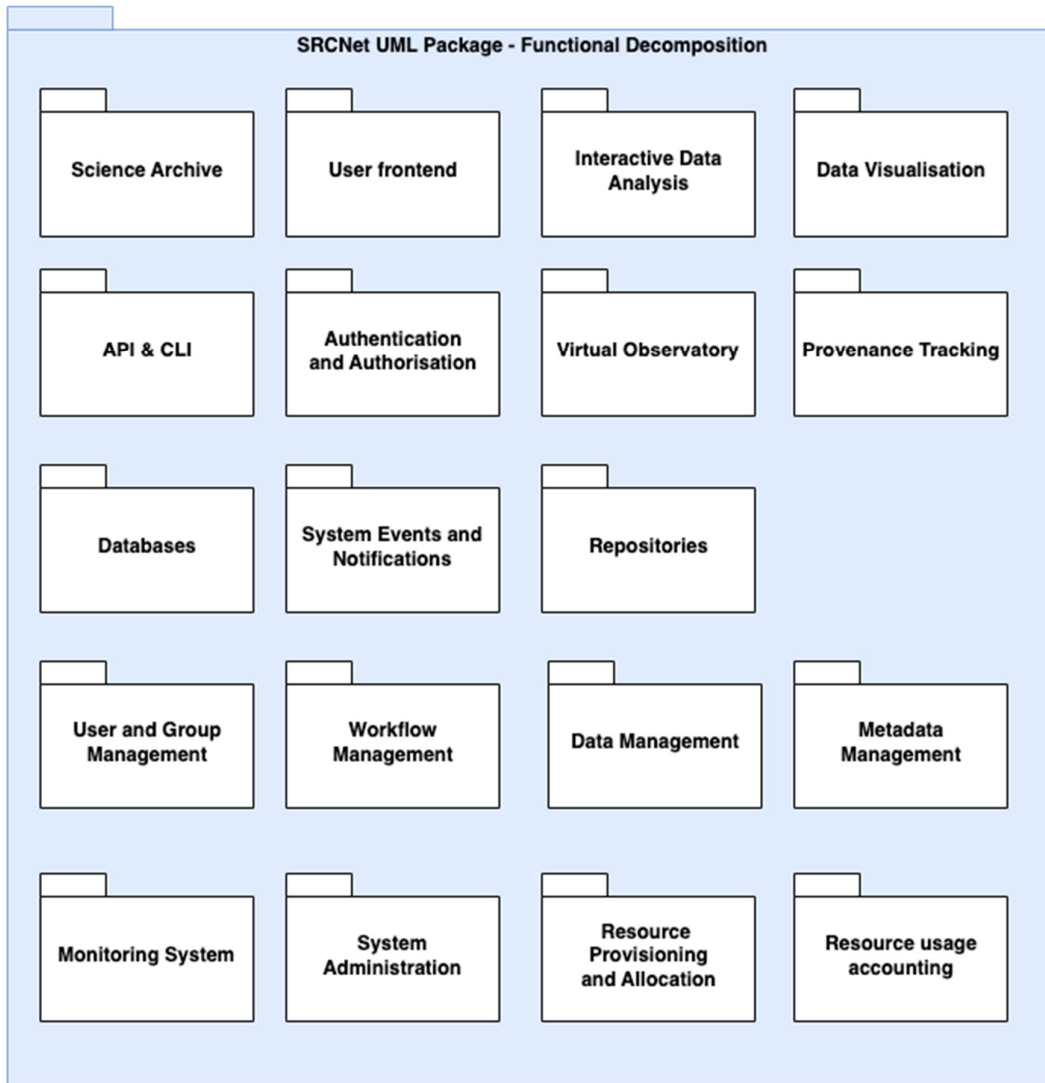 SRCNet UML Package - Functional Decomposition
Science Archive
User frontend
Interactive Data
Analysis
Data Visualisation
API & CLI
Authentication
and Authorisation
Virtual Observatory
Provenance Tracking
Databases
System Events and
Notifications
Repositories
User and Group
Management
Workflow
Management
Data Management
Metadata
Management
Monitoring System
System
Administration
Resource
Provisioning
and Allocation
Resource usage
accounting